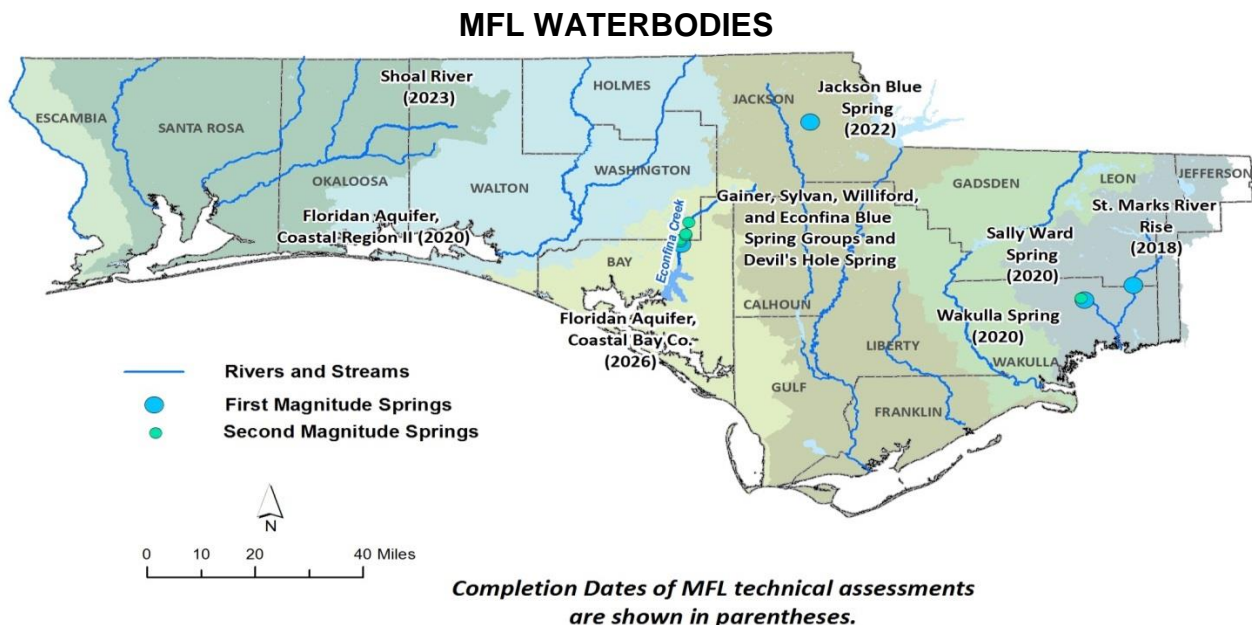 MFL WATERBODIES
ESCAMBIA
SANTA ROSA
OKALOOSA
WALTON
HOLMES
WASHINGTON
JACKSON
BAY
CALHOUN
GULF
LIBERTY
FRANKLIN
GADSDEN
LEON
JEFFERSON
WAKULLA
Shoal River
(2023)
Jackson Blue
Spring
(2022)
Floridan Aquifer,
Coastal Region II (2020)
Econfina Creek
Gainer, Sylvan, Williford,
and Econfina Blue
Spring Groups and
Devil's Hole Spring
St. Marks River
Rise
(2018)
Sally Ward
Spring
(2020)
Wakulla Spring
(2020)
Floridan Aquifer,
Coastal Bay Co.
(2026)
Rivers and Streams
First Magnitude Springs
Second Magnitude Springs
N
0 10 20 40 Miles
Completion Dates of MFL technical assessments
are shown in parentheses.